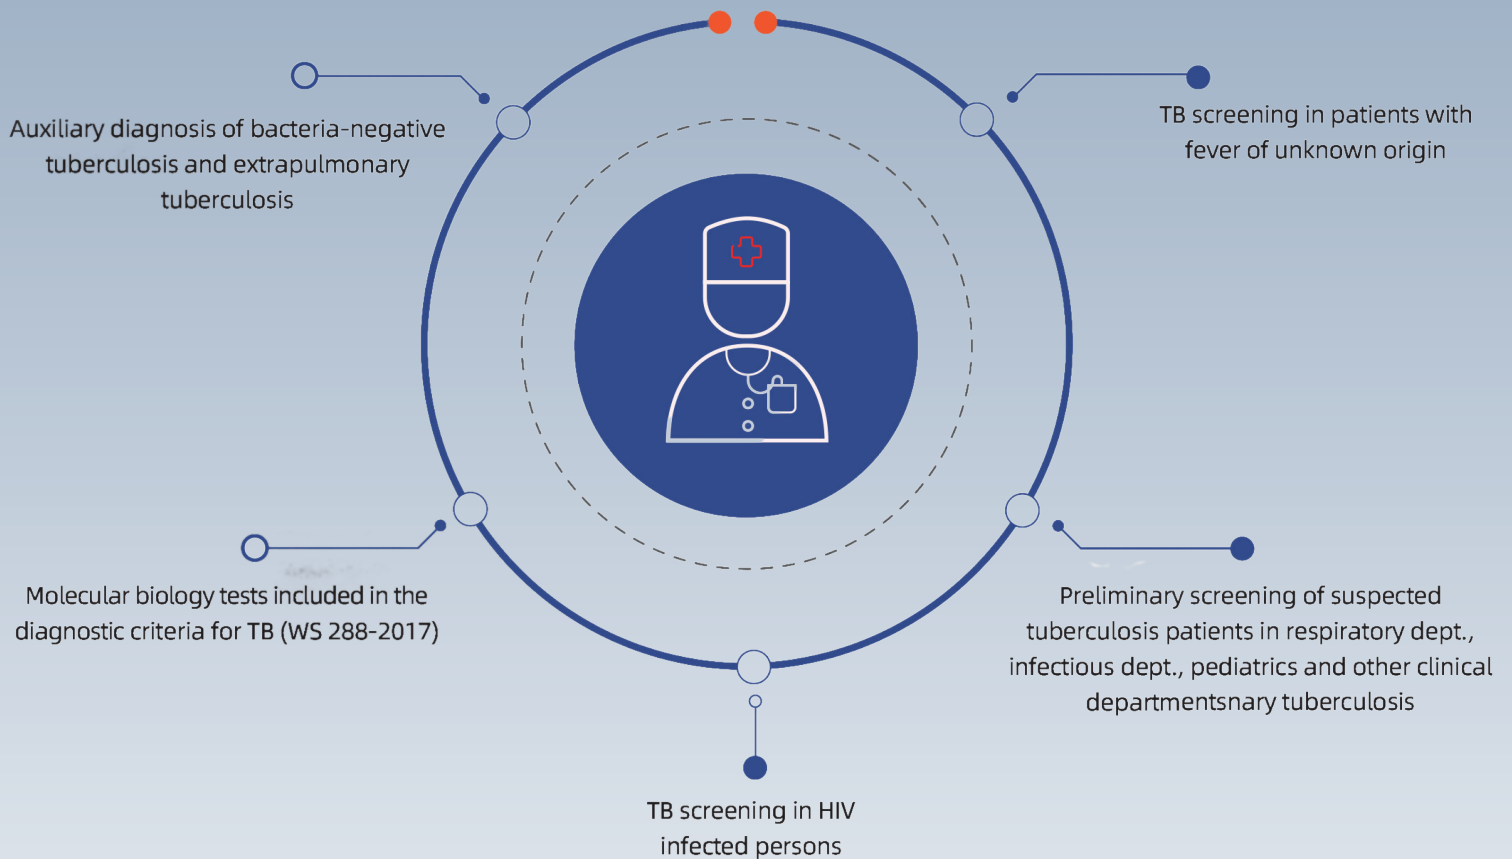 Auxiliary diagnosis of bacteria-negative
tuberculosis and extrapulmonary
tuberculosis
TB screening in patients with
fever of unknown origin
Molecular biology tests included in the
diagnostic criteria for TB (WS 288-2017)
Preliminary screening of suspected
tuberculosis patients in respiratory dept.,
infectious dept., pediatrics and other clinical
departmentsnary tuberculosis
TB screening in HIV
infected persons